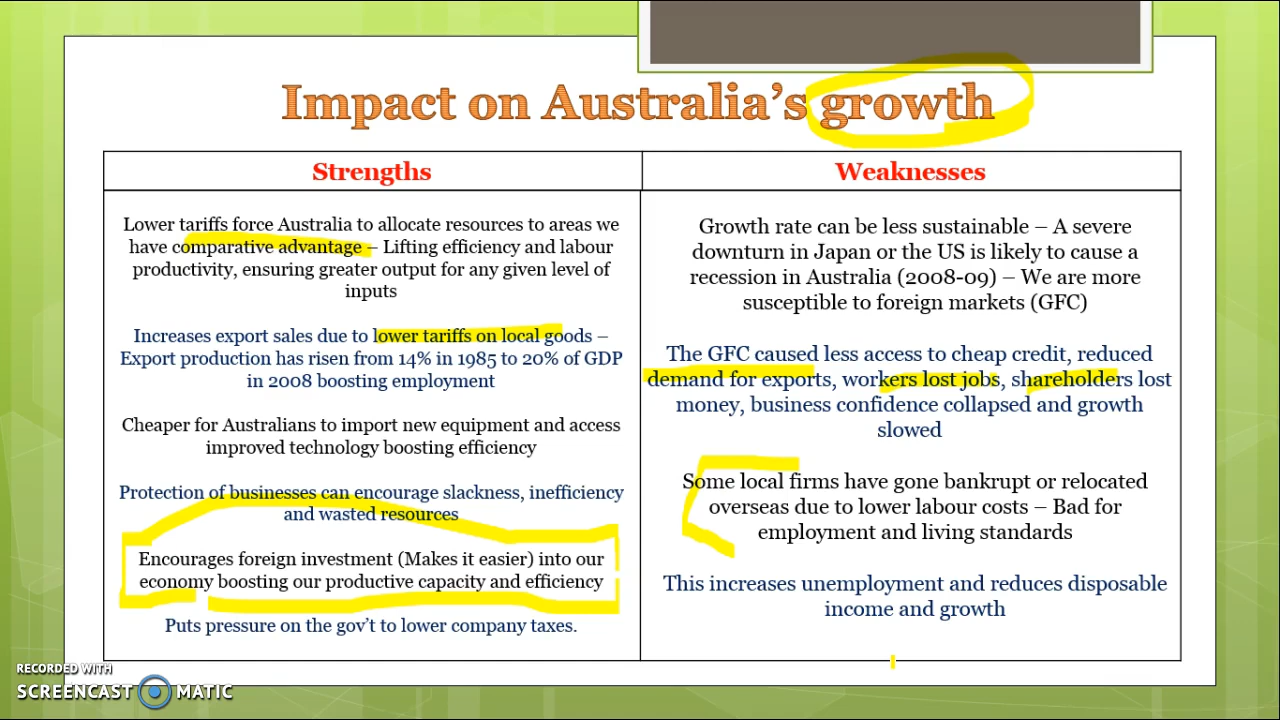 Impact on Australia's growth
Strengths
Weaknesses
Lower tariffs force Australia to allocate resources to areas we
have comparative advantage – Lifting efficiency and labour
productivity, ensuring greater output for any given level of
inputs
Increases export sales due to lower tariffs on local goods –
Export production has risen from 14% in 1985 to 20% of GDP
in 2008 boosting employment
Cheaper for Australians to import new equipment and access
improved technology boosting efficiency
Protection of businesses can encourage slackness, inefficiency
and wasted resources
Encourages foreign investment (Makes it easier) into our
economy boosting our productive capacity and efficiency
Puts pressure on the gov't to lower company taxes.
Growth rate can be less sustainable – A severe
downturn in Japan or the US is likely to cause a
recession in Australia (2008-09) – We are more
susceptible to foreign markets (GFC)
The GFC caused less access to cheap credit, reduced
demand for exports, workers lost jobs, shareholders lost
money, business confidence collapsed and growth
slowed
Some local firms have gone bankrupt or relocated
overseas due to lower labour costs – Bad for
employment and living standards
This increases unemployment and reduces disposable
income and growth
RECORDED WITH
SCREENCAST MATIC